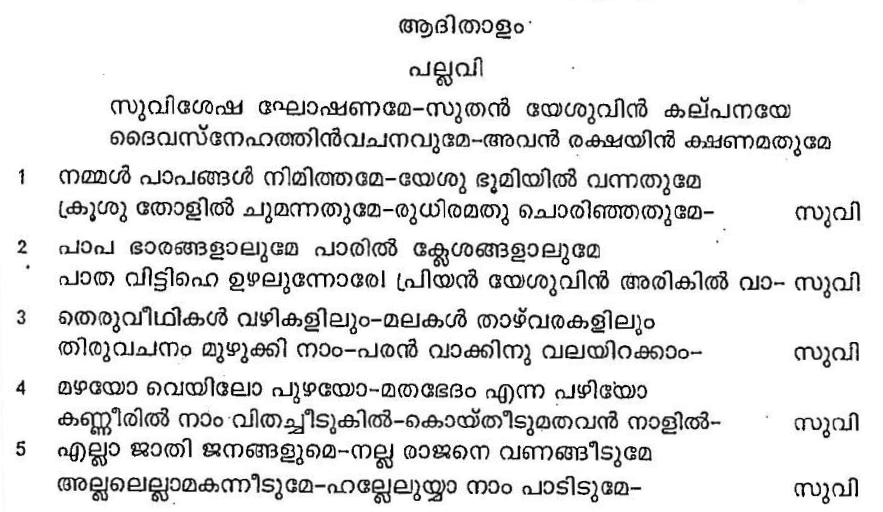 ആദിതാളം
പല്ലവി
സുവിശേഷ ഘോഷണമേ-സുതൻ യേശുവിൻ കല്പനയേ
ദൈവസ്നേഹത്തിൻവചനവുമേ-അവൻ രക്ഷയിൻ ക്ഷണമതുമേ
1 നമ്മൾ പാപങ്ങൾ നിമിത്തമേ-യേശു ഭൂമിയിൽ വന്നതുമേ
ക്രൂശു തോളിൽ ചുമന്നതുമേ-രുധിരമതു ചൊരിഞ്ഞതുമേ- സുവി
2 പാപ ഭാരങ്ങളാലുമേ പാരിൽ ക്ലേശങ്ങളാലുമേ
പാത വിട്ടിഹെ ഉഴലുന്നോരേ! പ്രിയൻ യേശുവിൻ അരികിൽ വാ- സുവി
3 തെരുവീഥികൾ വഴികളിലും-മലകൾ താഴ്വരകളിലും
തിരുവചനം മുഴുക്കി നാം-പരൻ വാക്കിനു വലയിറക്കാം- സുവി
4 മഴയോ വെയിലോ പുഴയോ-മതഭേദം എന്ന പഴിയോ
കണ്ണീരിൽ നാം വിതച്ചീടുകിൽ-കൊയ്തീടുമതവൻ നാളിൽ- സുവി
5 എല്ലാ ജാതി ജനങ്ങളുമെ-നല്ല രാജനെ വണങ്ങീടുമേ
അല്ലലെല്ലാമകന്നീടുമേ-ഹല്ലേലുയ്യാ നാം പാടിടുമേ- സുവി